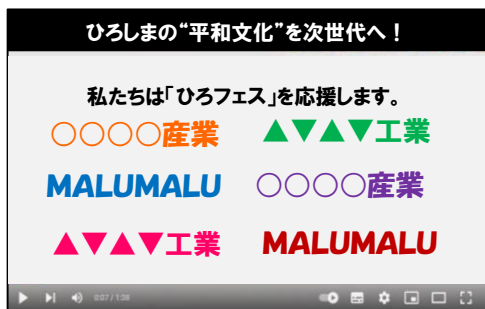 ひろしまの“平和文化”を次世代へ！
私たちは「ひろフェス」を応援します。
○○○○産業 ▲▼▲▼工業
MALUMALU ○○○○産業
▲▼▲▼工業 MALUMALU
0:07 / 1:38